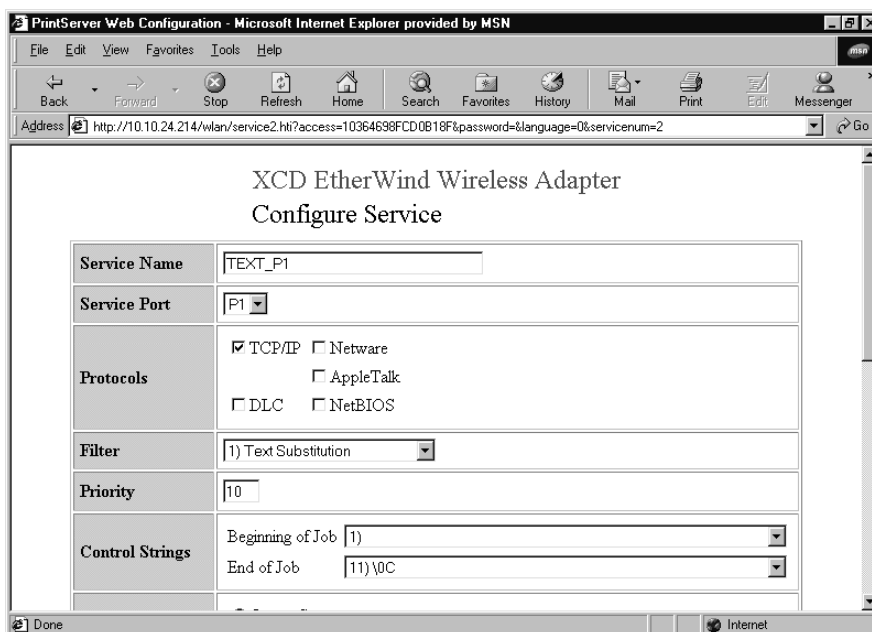 PrintServer Web Configuration - Microsoft Internet Explorer provided by MSN
File Edit View Favorites Tools Help
msn
Back Forward Stop Refresh Home Search Favorites History Mail Print Edit Messenger
Address http://10.10.24.214/wlan/service2.hti?access=10364698FCD0B18F&password=&language=0&servicenum=2 Go
XCD EtherWind Wireless Adapter
Configure Service
Service Name TEXT_P1
Service Port P1
Protocols
TCP/IP Netware
AppleTalk
DLC NetBIOS
Filter 1) Text Substitution
Priority 10
Control Strings
Beginning of Job 1)
End of Job 11) \0C
Done Internet